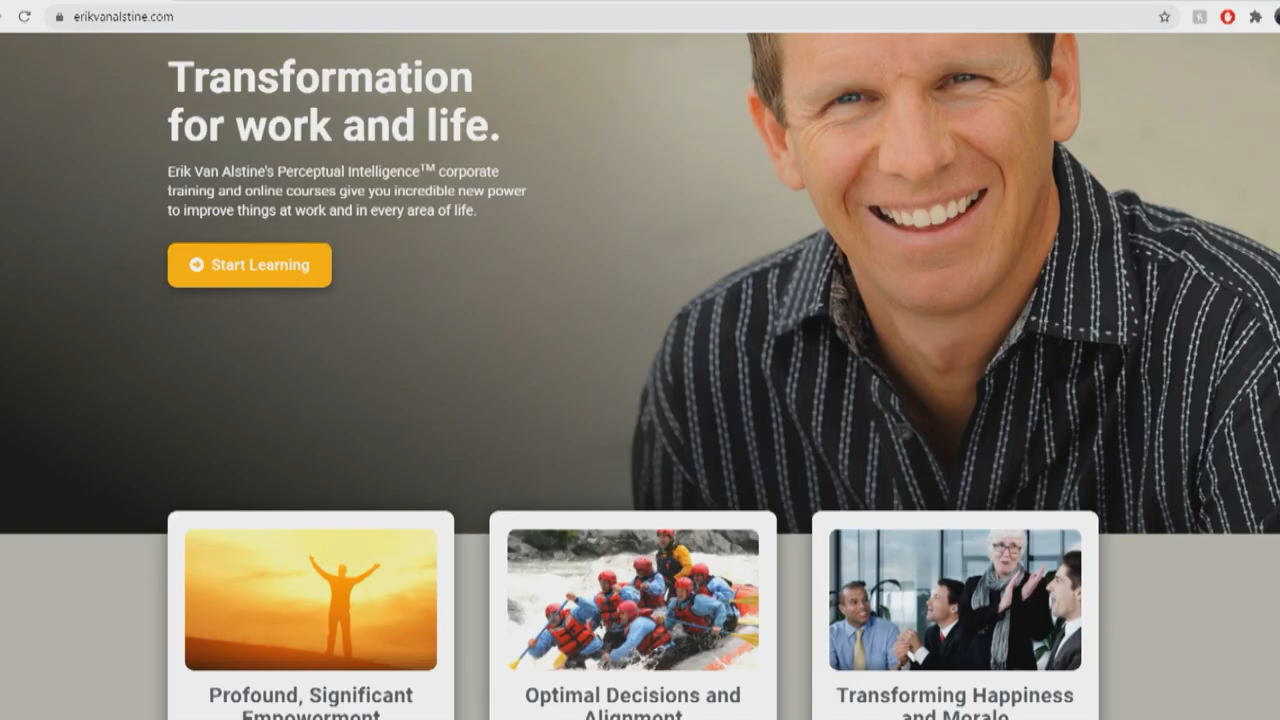 erikvanalstine.com
Transformation
for work and life.
Erik Van Alstine's Perceptual Intelligence™ corporate
training and online courses give you incredible new power
to improve things at work and in every area of life.
Start Learning
Profound, Significant
Empowerment
Optimal Decisions and
Alignment
Transforming Happiness
and Morale